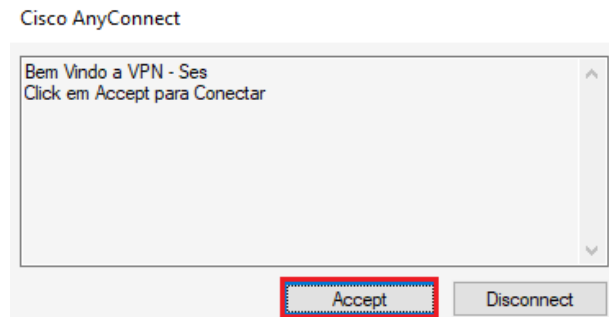 Cisco AnyConnect
Bem Vindo a VPN - Ses
Click em Accept para Conectar
Accept
Disconnect